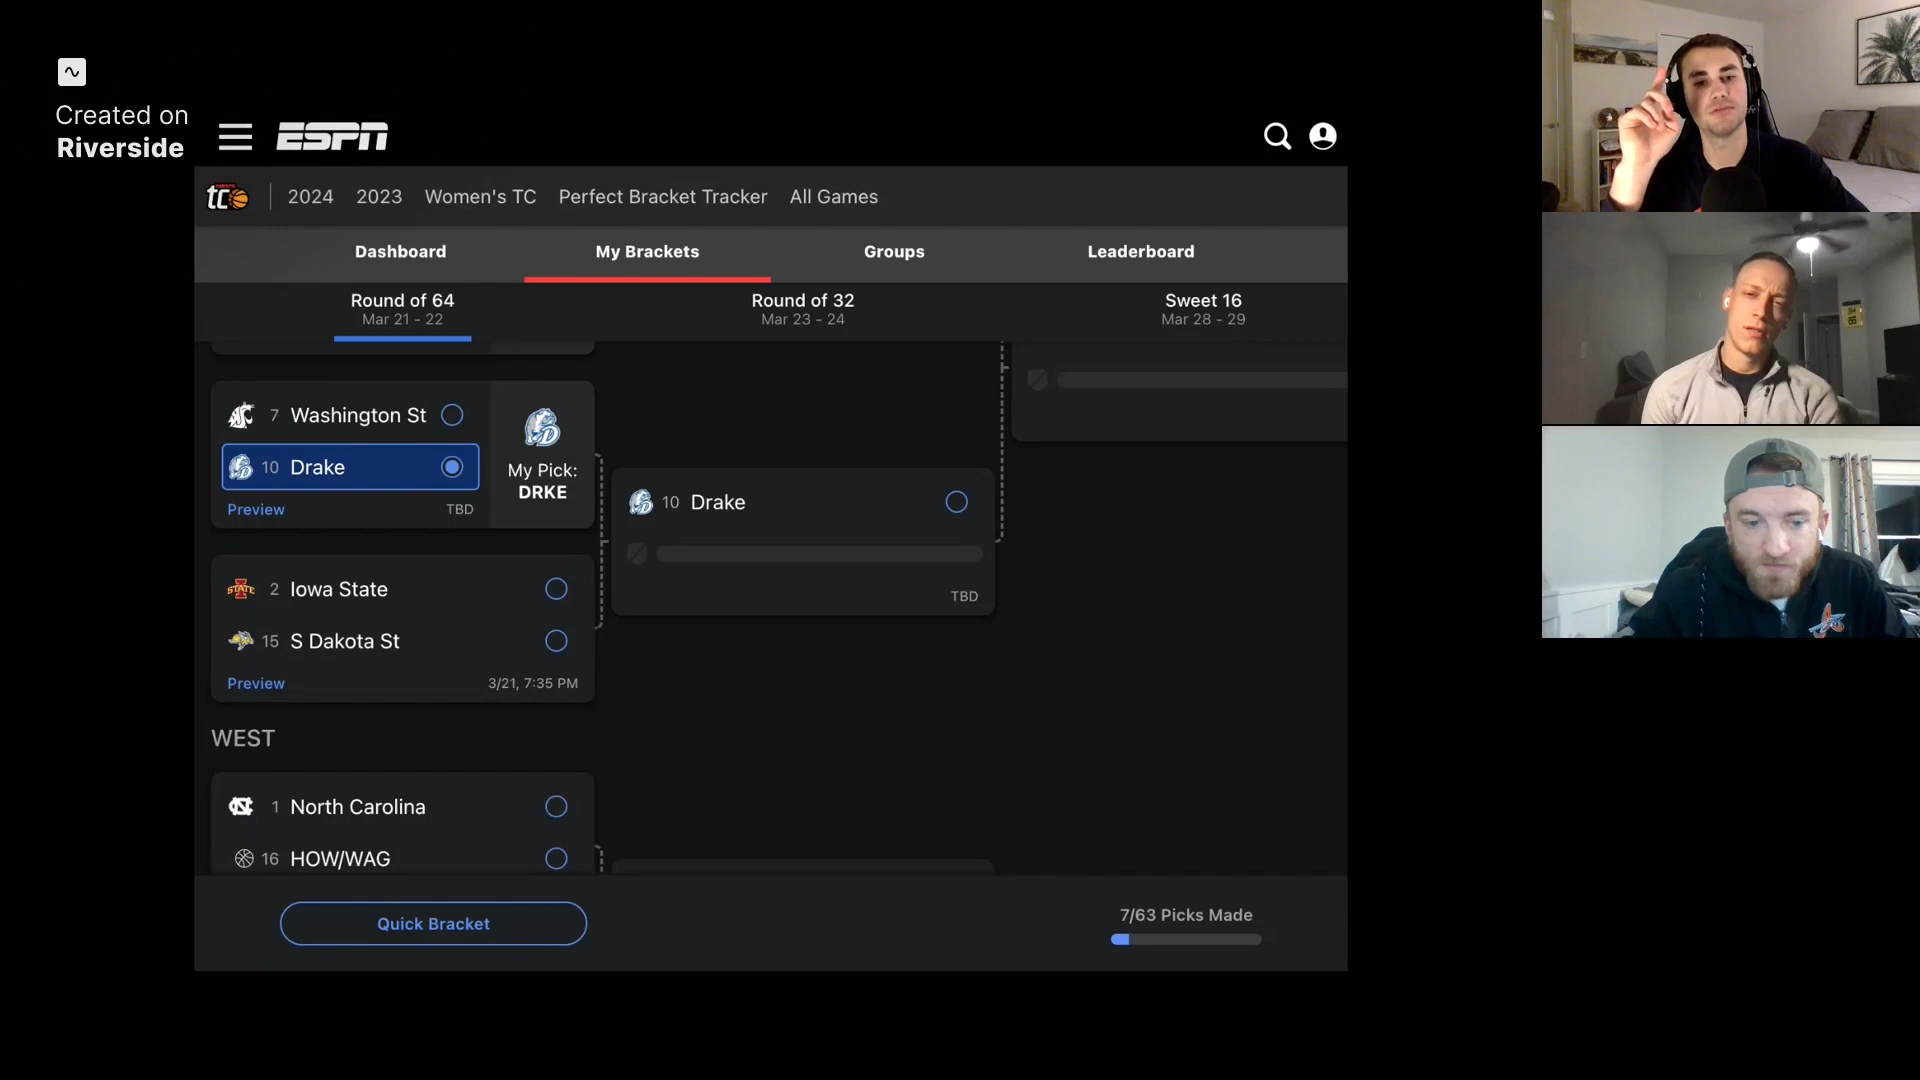 Created on
Riverside
ESPN
MEN'S
tc
2024 2023 Women's TC Perfect Bracket Tracker All Games
Dashboard My Brackets Groups Leaderboard
Round of 64 Round of 32 Sweet 16
Mar 21 - 22 Mar 23 - 24 Mar 28 - 29
7 Washington St
10 Drake
Preview TBD
My Pick:
DRKE
10 Drake
TBD
2 Iowa State
15 S Dakota St
Preview 3/21, 7:35 PM
WEST
1 North Carolina
16 HOW/WAG
Quick Bracket
7/63 Picks Made